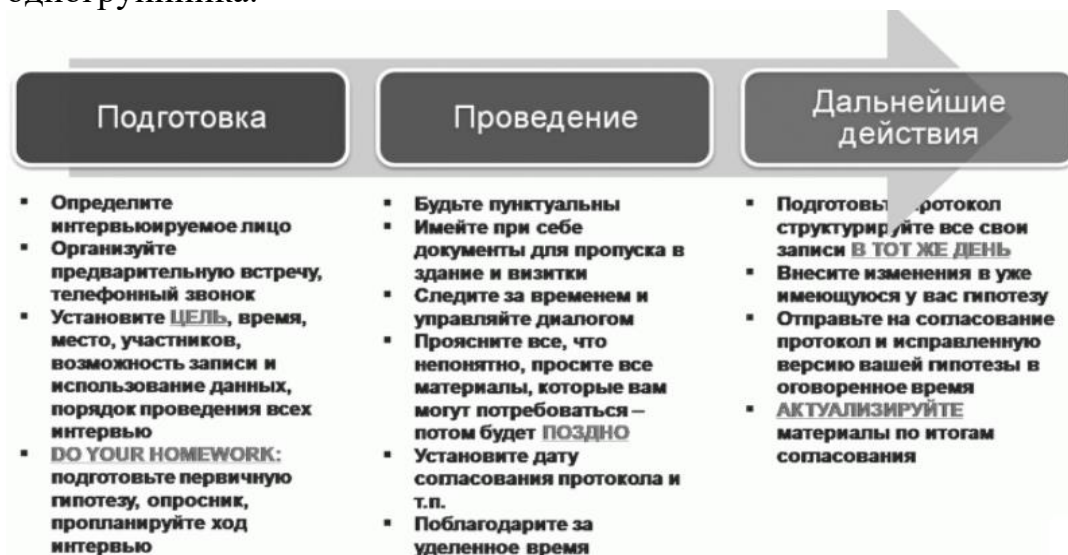 одногруппника.
Подготовка
Определите
интервьюируемое лицо
Организуйте
предварительную встречу,
телефонный звонок
Установите ЦЕЛЬ, время,
место, участников,
возможность записи и
использование данных,
порядок проведения всех
интервью
DO YOUR HOMEWORK:
подготовьте первичную
гипотезу, опросник,
пропланируйте ход
интервью
Проведение
Будьте пунктуальны
Имейте при себе
документы для пропуска в
здание и визитки
Следите за временем и
управляйте диалогом
Проясните все, что
непонятно, просите все
материалы, которые вам
могут потребоваться –
потом будет ПОЗДНО
Установите дату
согласования протокола и
т.п.
Поблагодарите за
уделенное время
Дальнейшие
действия
Подготовьте протокол
структурируйте все свои
записи В ТОТ ЖЕ ДЕНЬ
Внесите изменения в уже
имеющуюся у вас гипотезу
Отправьте на согласование
протокол и исправленную
версию вашей гипотезы в
оговоренное время
АКТУАЛИЗИРУЙТЕ
материалы по итогам
согласования